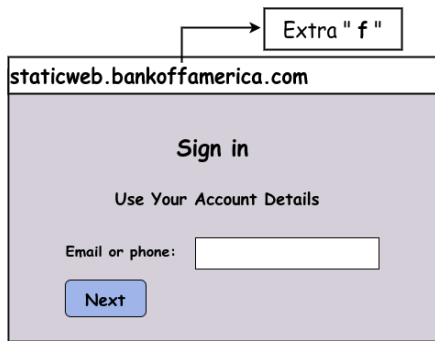 Extra " f "
staticweb.bankoffamerica.com
Sign in
Use Your Account Details
Email or phone:
Next